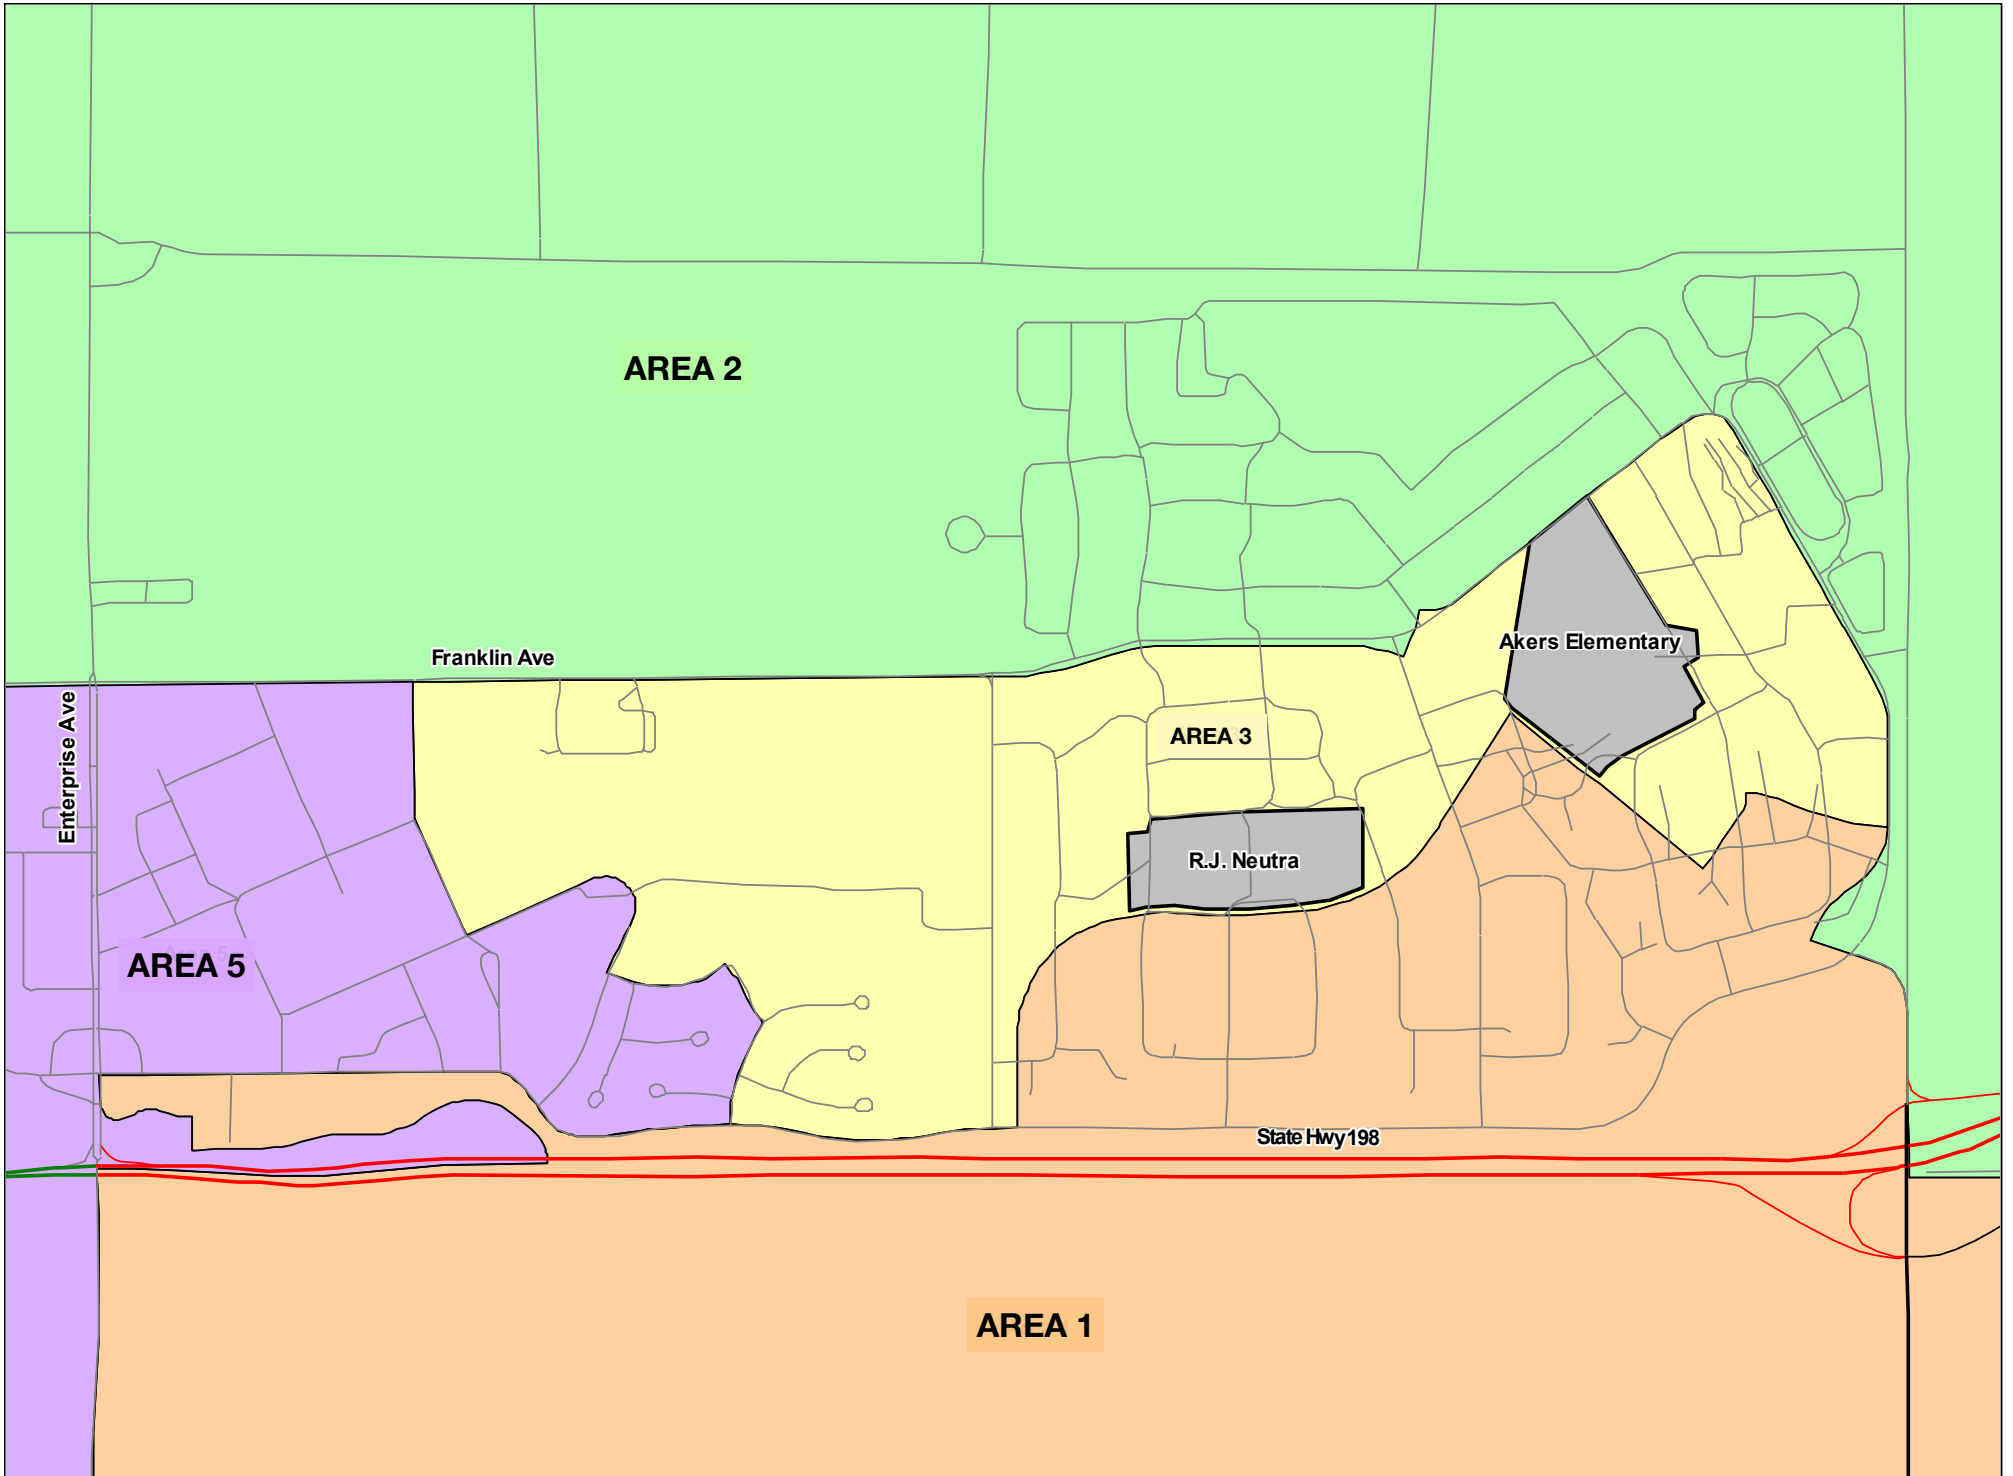 AREA 2
Akers Elementary
Franklin Ave
Enterprise Ave
AREA 3
R.J. Neutra
AREA 5
State Hwy 198
AREA 1